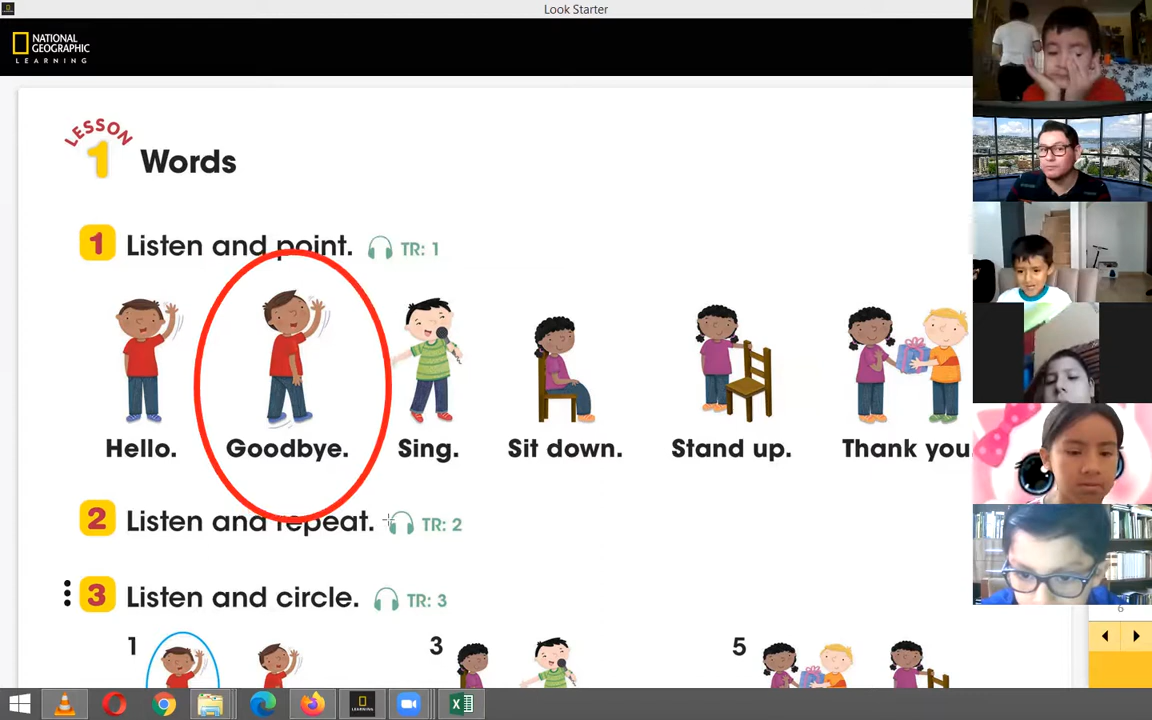 Look Starter
NATIONAL
GEOGRAPHIC
LEARNING
LESSON
1 Words
1 Listen and point. TR: 1
Hello. Goodbye. Sing. Sit down. Stand up. Thank you.
2 Listen and repeat. TR: 2
3 Listen and circle. TR: 3
1 3 5
6